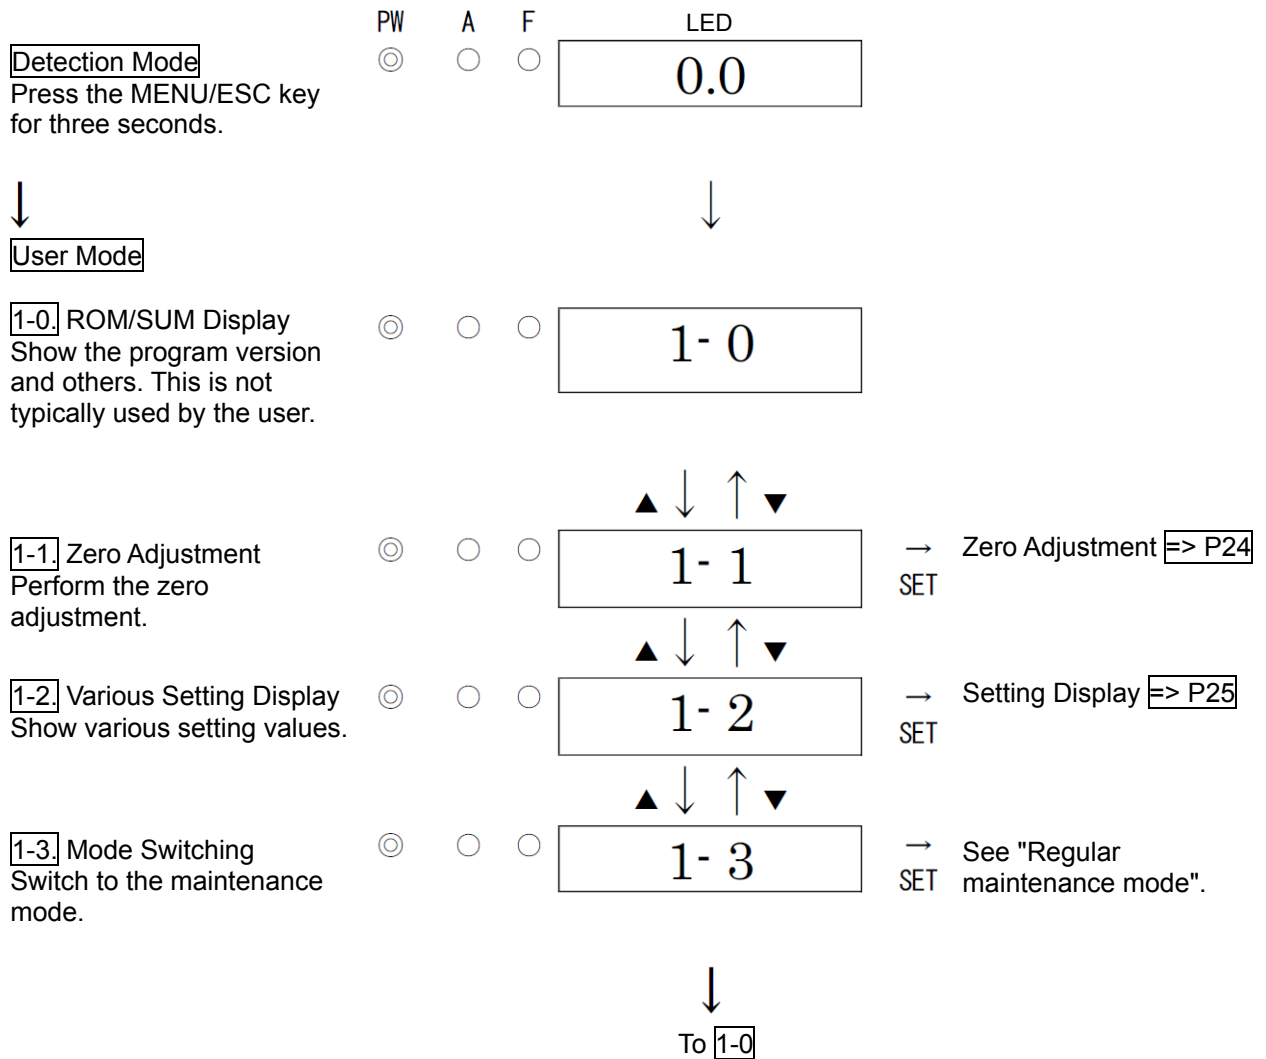 PW A F LED
Detection Mode
Press the MENU/ESC key
for three seconds.
◎ ○ ○ 0.0
↓ ↓
User Mode
1-0. ROM/SUM Display
Show the program version
and others. This is not
typically used by the user.
◎ ○ ○ 1- 0
▲ ↓ ↑ ▼
1-1. Zero Adjustment
Perform the zero
adjustment.
◎ ○ ○ 1- 1
→
SET
Zero Adjustment => P24
▲ ↓ ↑ ▼
1-2. Various Setting Display
Show various setting values.
◎ ○ ○ 1- 2
→
SET
Setting Display => P25
▲ ↓ ↑ ▼
1-3. Mode Switching
Switch to the maintenance
mode.
◎ ○ ○ 1- 3
→
SET
See "Regular
maintenance mode".
↓
To 1-0